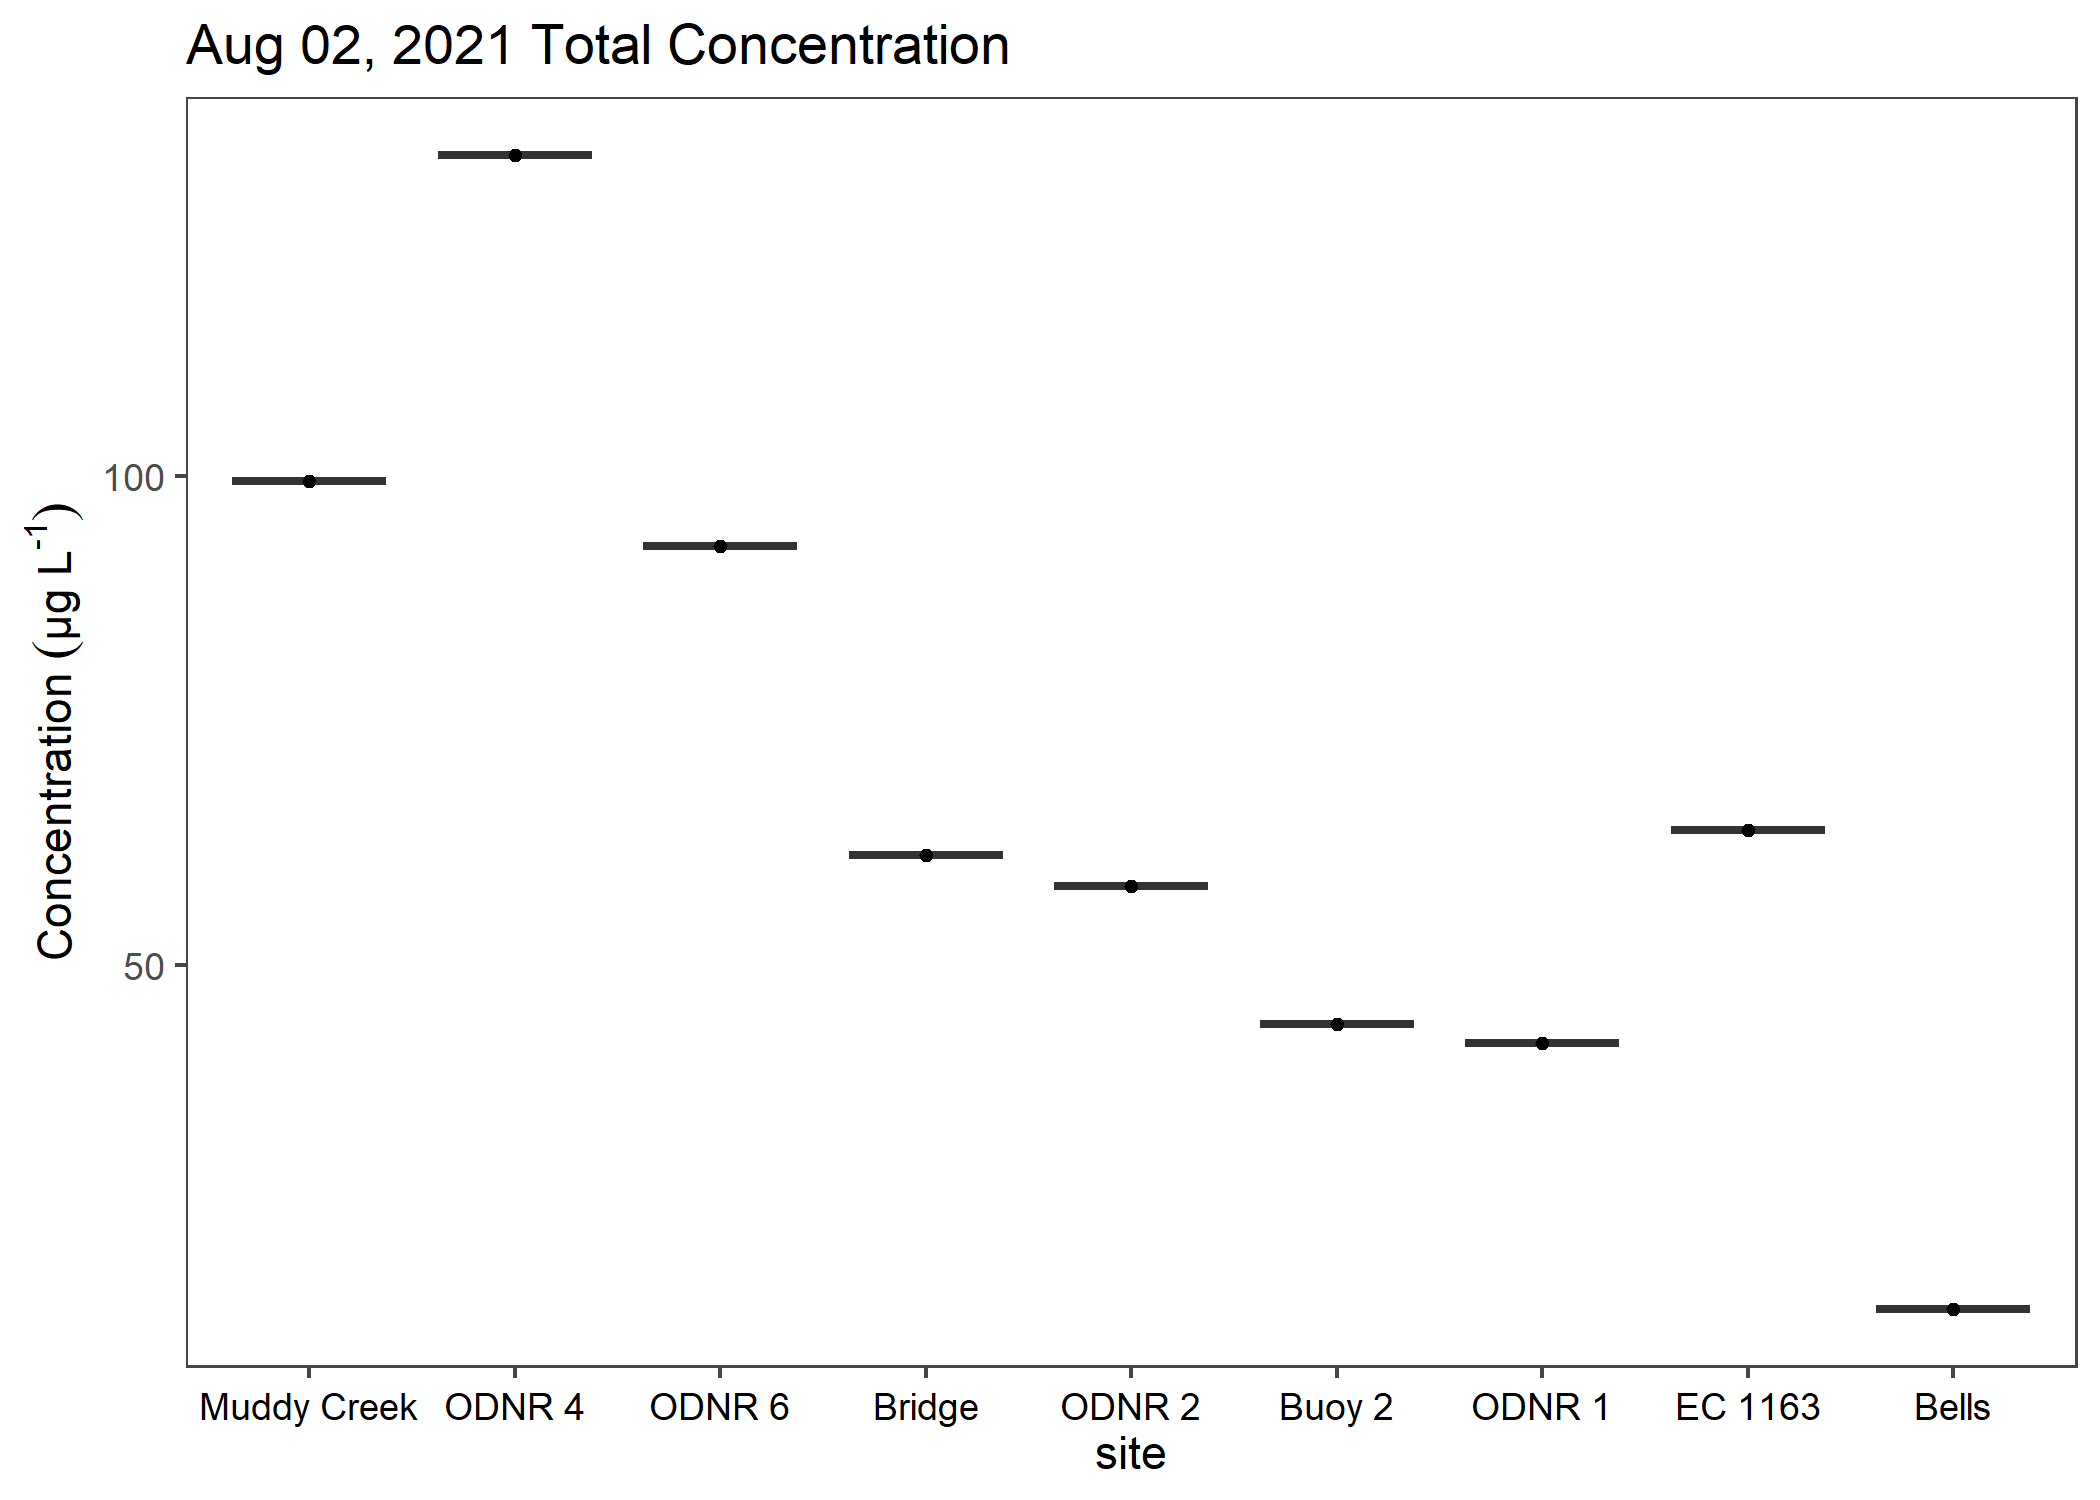 Aug 02, 2021 Total Concentration
Concentration (µg L⁻¹)
100
50
Muddy Creek ODNR 4 ODNR 6 Bridge ODNR 2 Buoy 2 ODNR 1 EC 1163 Bells
site